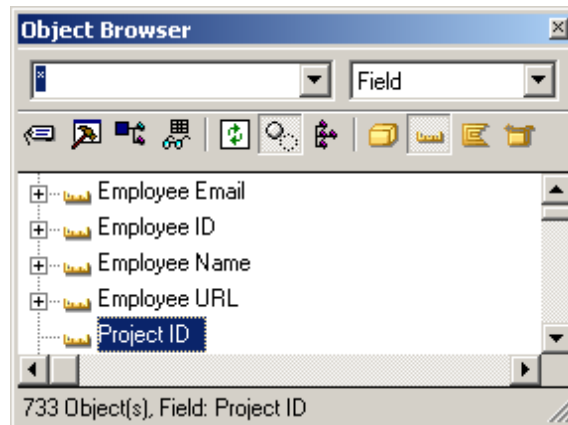 Object Browser
*
Field
Employee Email
Employee ID
Employee Name
Employee URL
Project ID
733 Object(s), Field: Project ID